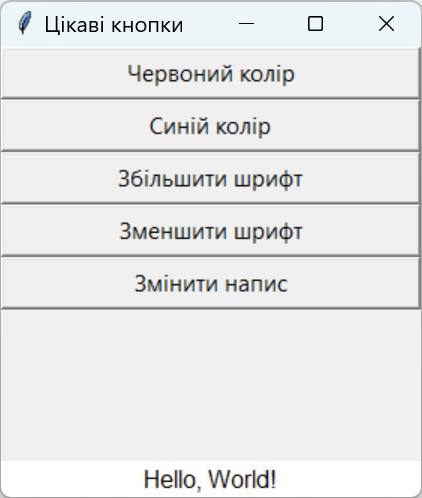 Цікаві кнопки
Червоний колір
Синій колір
Збільшити шрифт
Зменшити шрифт
Змінити напис
Hello, World!